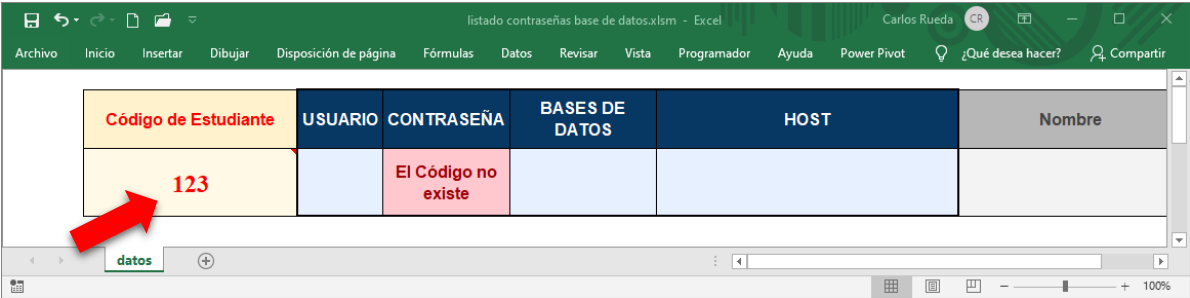 listado contraseñas base de datos.xlsm - Excel
Carlos Rueda CR
Archivo Inicio Insertar Dibujar Disposición de página Fórmulas Datos Revisar Vista Programador Ayuda Power Pivot ¿Qué desea hacer? Compartir
Código de Estudiante USUARIO CONTRASEÑA BASES DE
DATOS HOST Nombre
123 El Código no
existe
datos
100%